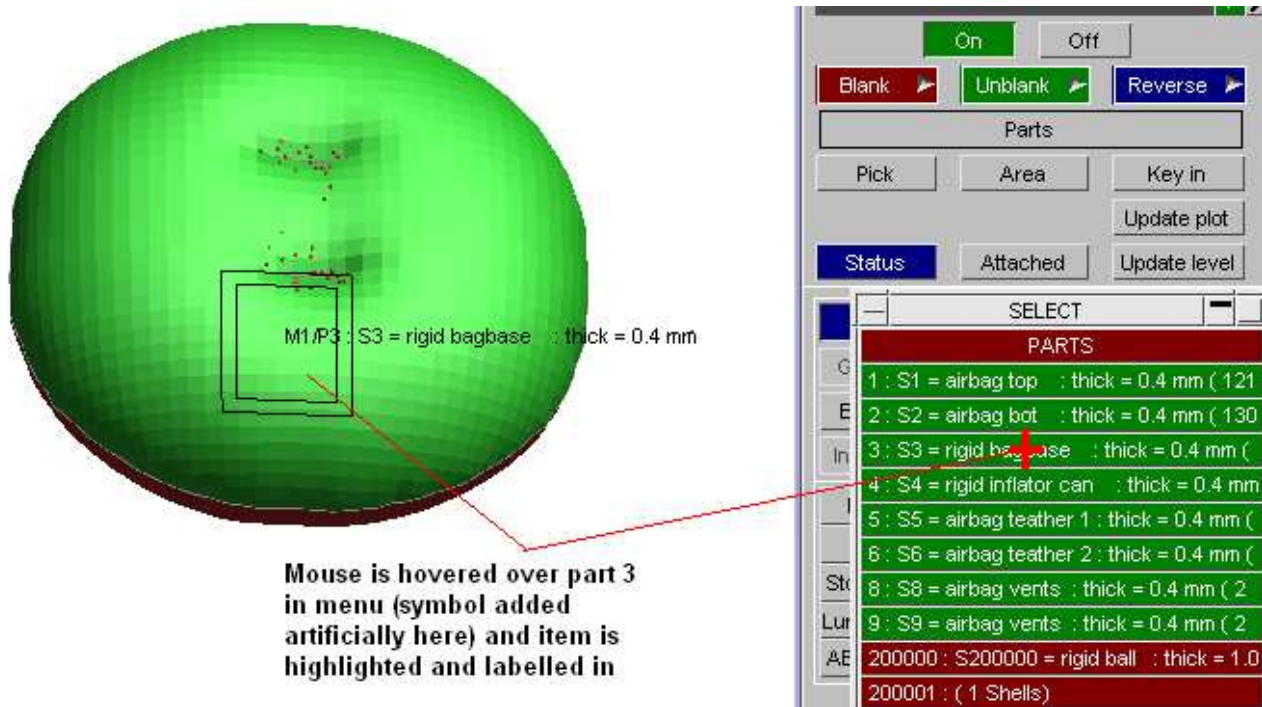 On Off
Blank Unblank Reverse
Parts
Pick Area Key in
Update plot
Status Attached Update level
SELECT
PARTS
1 : S1 = airbag top : thick = 0.4 mm ( 121
2 : S2 = airbag bot : thick = 0.4 mm ( 130
3 : S3 = rigid bagbase : thick = 0.4 mm (
4 : S4 = rigid inflator can : thick = 0.4 mm
5 : S5 = airbag teather 1 : thick = 0.4 mm (
6 : S6 = airbag teather 2 : thick = 0.4 mm (
8 : S8 = airbag vents : thick = 0.4 mm ( 2
9 : S9 = airbag vents : thick = 0.4 mm ( 2
200000 : S200000 = rigid ball : thick = 1.0
200001 : ( 1 Shells)
G
E
In
Sto
Lur
AE
M1/P3 : S3 = rigid bagbase : thick = 0.4 mm
Mouse is hovered over part 3
in menu (symbol added
artificially here) and item is
highlighted and labelled in